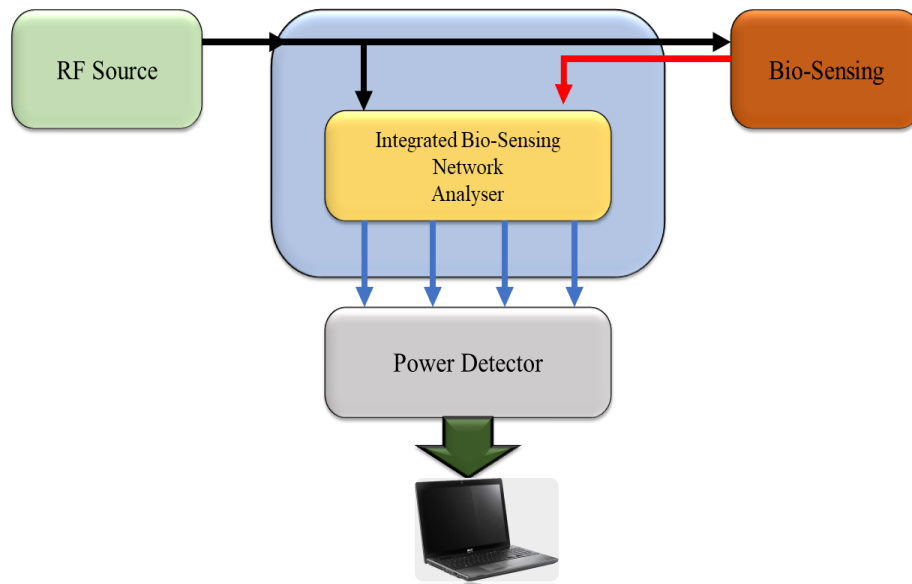 RF Source
Bio-Sensing
Integrated Bio-Sensing
Network
Analyser
Power Detector